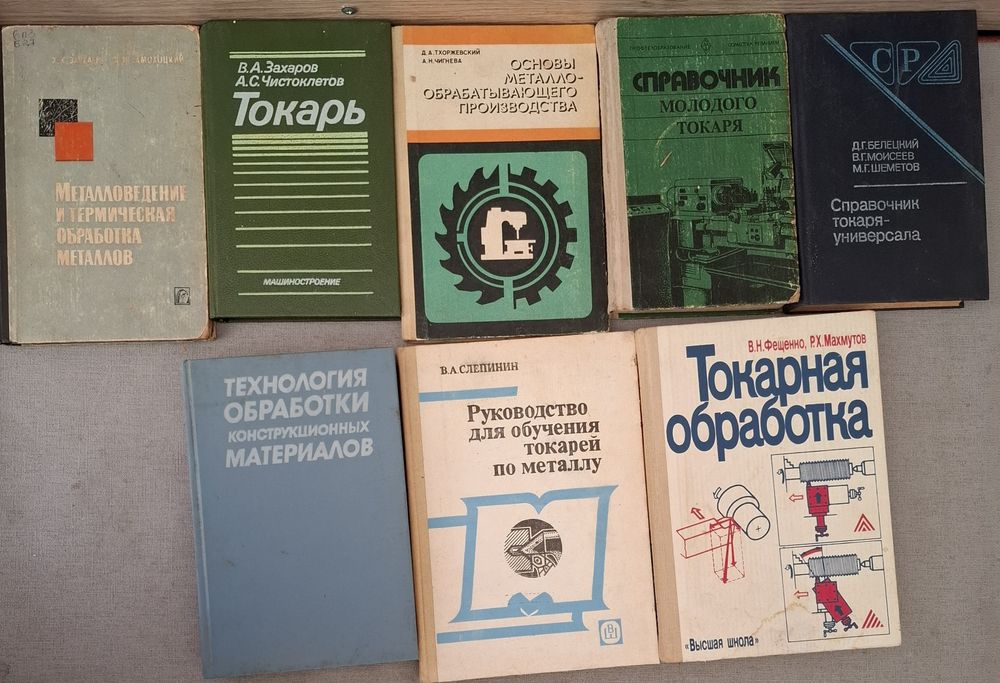 МЕТАЛЛОВЕДЕНИЕ
И ТЕРМИЧЕСКАЯ
ОБРАБОТКА
МЕТАЛЛОВ
В.А.Захаров
А.С.Чистоклетов
Токарь
МАШИНОСТРОЕНИЕ
Д.А.ТХОРЖЕВСКИЙ
А.Н.ЧИГНЕВА
ОСНОВЫ
МЕТАЛЛО-
ОБРАБАТЫВАЮЩЕГО
ПРОИЗВОДСТВА
СПРАВОЧНИК
МОЛОДОГО
ТОКАРЯ
СР
Д.Г.БЕЛЕЦКИЙ
В.Г.МОИСЕЕВ
М.Г.ШЕМЕТОВ
Справочник
токаря-
универсала
ТЕХНОЛОГИЯ
ОБРАБОТКИ
КОНСТРУКЦИОННЫХ
МАТЕРИАЛОВ
В.А.СЛЕПИНИН
Руководство
для обучения
токарей
по металлу
В.Н.Фещенно, Р.Х.Махмутов
Токарная
обработка
«Высшая школа»